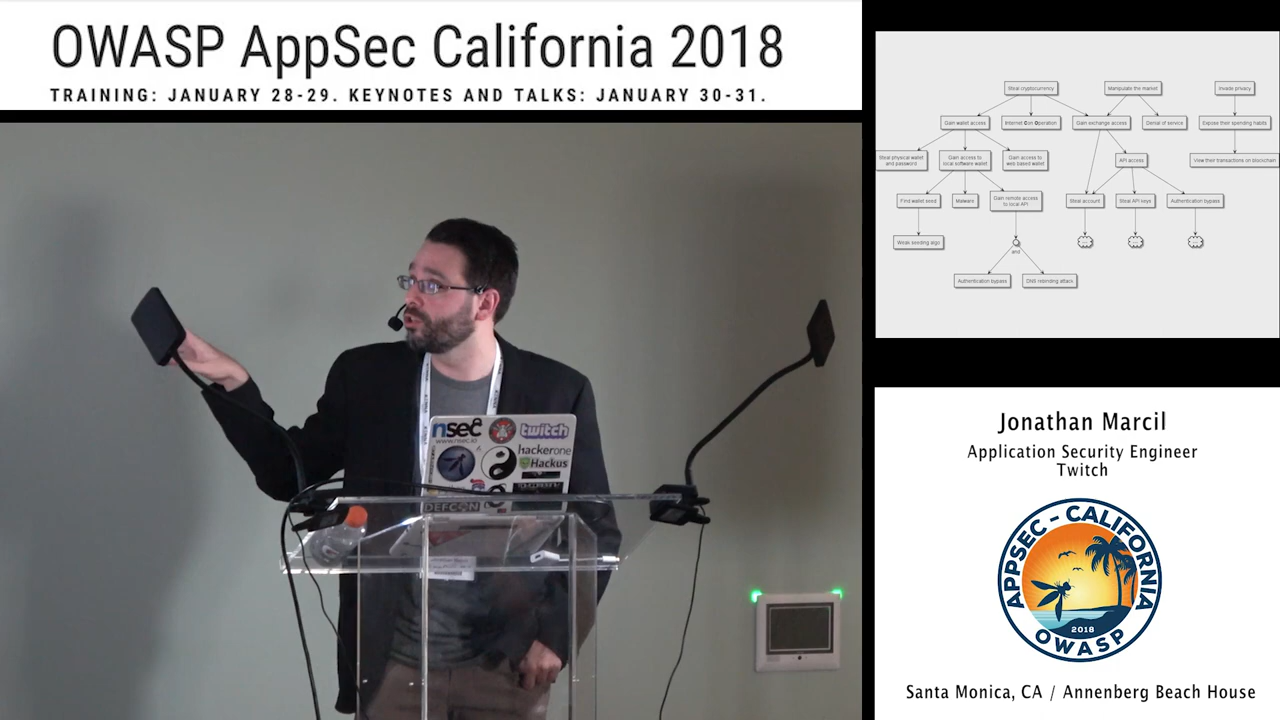 OWASP AppSec California 2018
TRAINING: JANUARY 28-29. KEYNOTES AND TALKS: JANUARY 30-31.
Steal cryptocurrency
Manipulate the market
Invade privacy
Gain wallet access
Internet Coin Operation
Gain exchange access
Denial of service
Expose their spending habits
Steal physical wallet
and password
Gain access to
local software wallet
Gain access to
web based wallet
API access
View their transactions on blockchain
Find wallet seed
Malware
Gain remote access
to local API
Steal account
Steal API keys
Authentication bypass
Weak seeding algo
and
Authentication bypass
DNS rebinding attack
nsec
www.nsec.io
twitch
hackerone
Hackus
DEFCON
Jonathan Marcil
Application Security Engineer
Twitch
APPSEC - CALIFORNIA
2018
OWASP
Santa Monica, CA / Annenberg Beach House